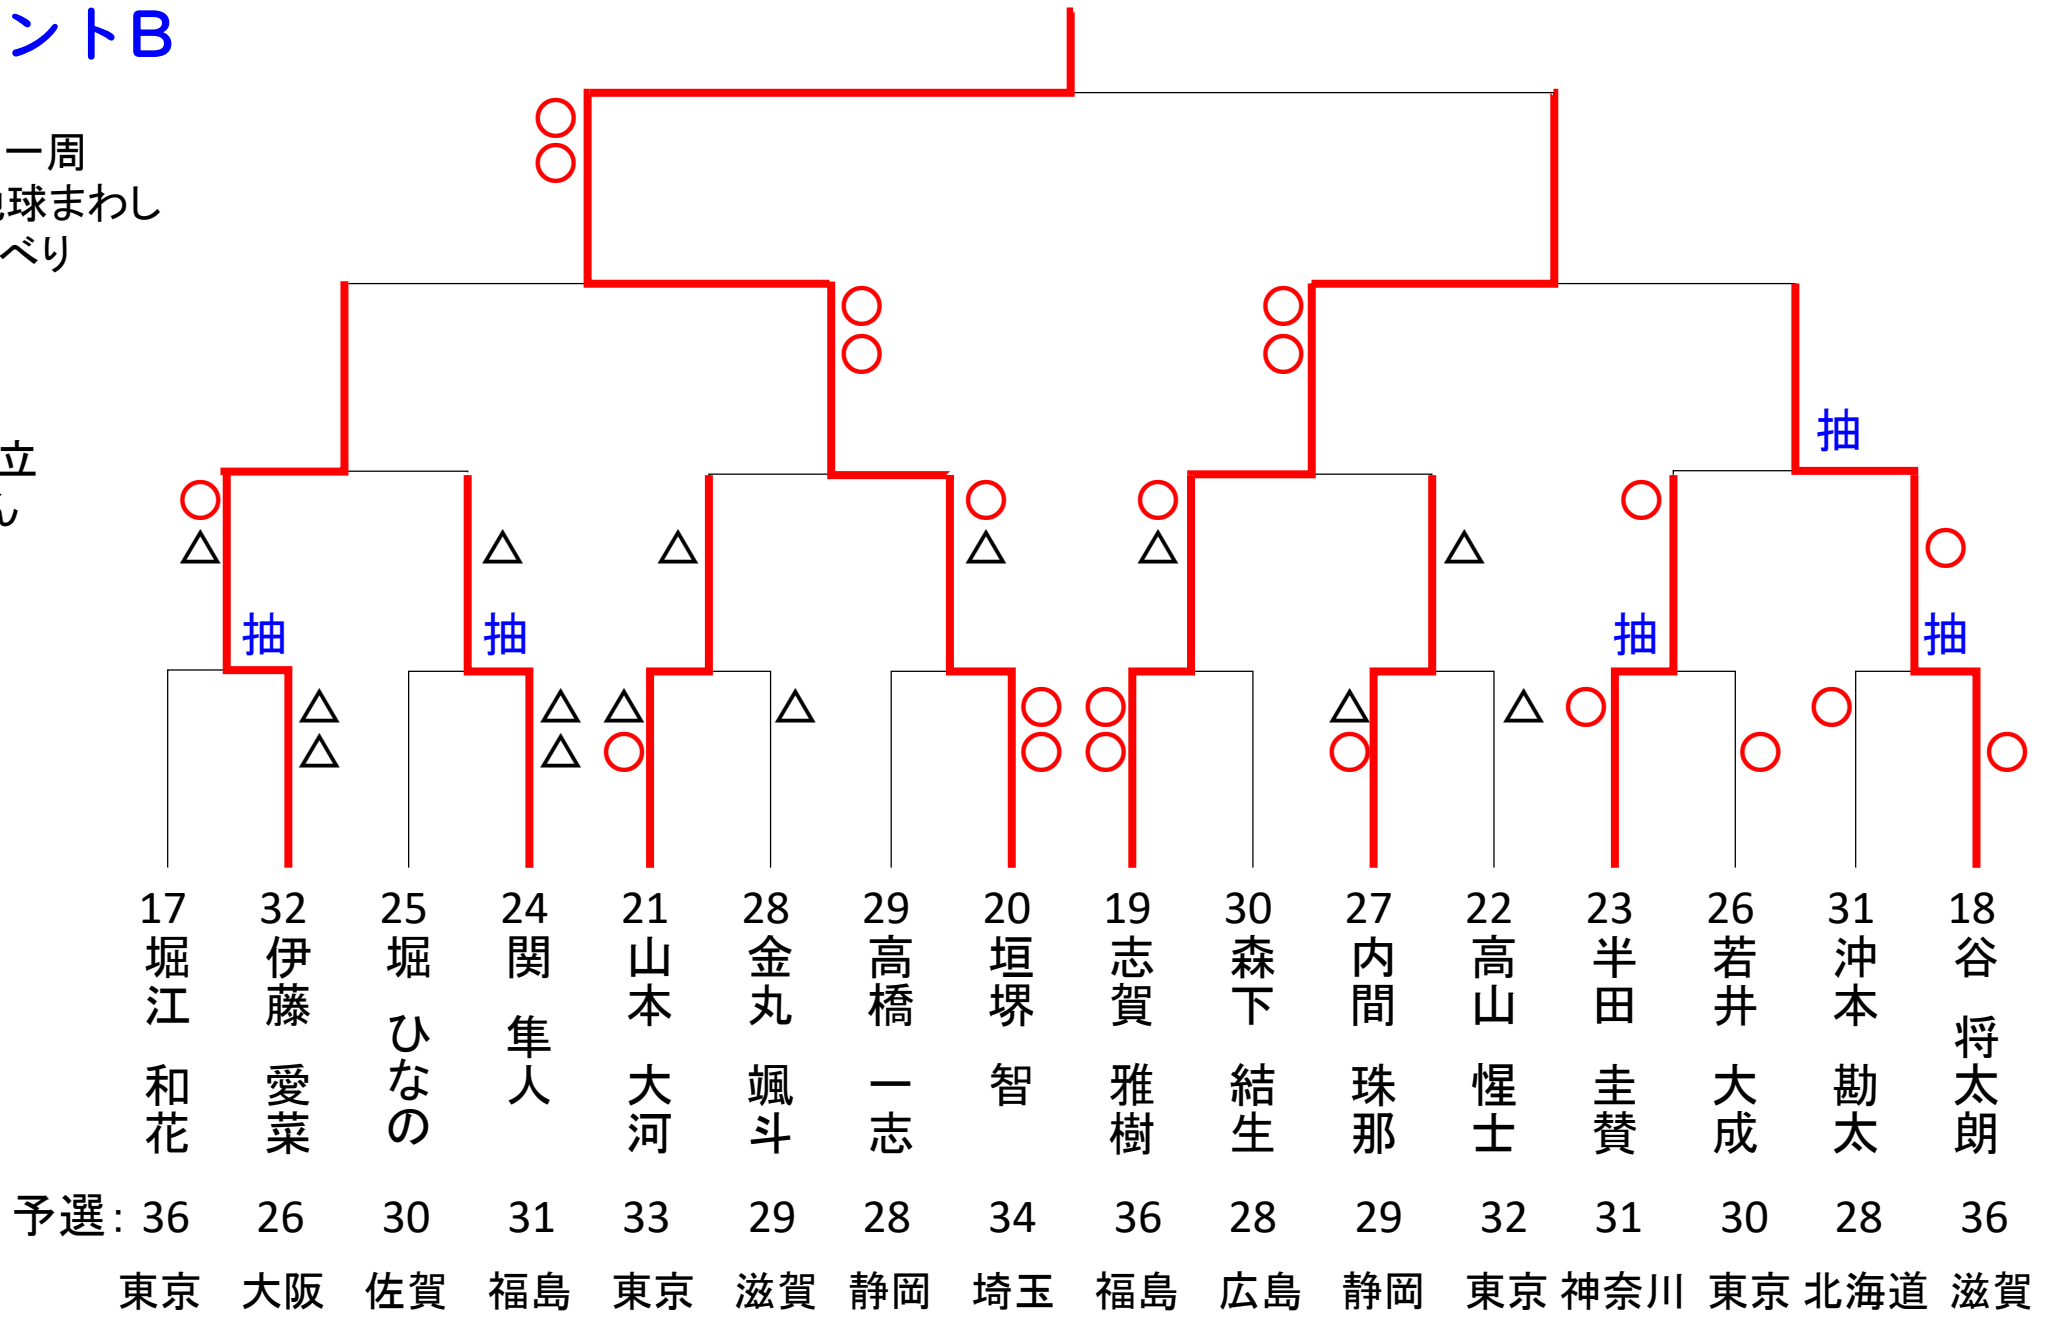 ントB
一周
球まわし
べり
立
ん
抽
抽 抽 抽 抽
17 32 25 24 21 28 29 20 19 30 27 22 23 26 31 18
堀江 和花
伊藤 愛菜
堀 ひなの
関 隼人
山本 大河
金丸 颯斗
高橋 一志
垣堺 智
志賀 雅樹
森下 結生
内間 珠那
高山 惺士
半田 圭賛
若井 大成
沖本 勘太
谷 将太朗
予選: 36 26 30 31 33 29 28 34 36 28 29 32 31 30 28 36
東京 大阪 佐賀 福島 東京 滋賀 静岡 埼玉 福島 広島 静岡 東京 神奈川 東京 北海道 滋賀